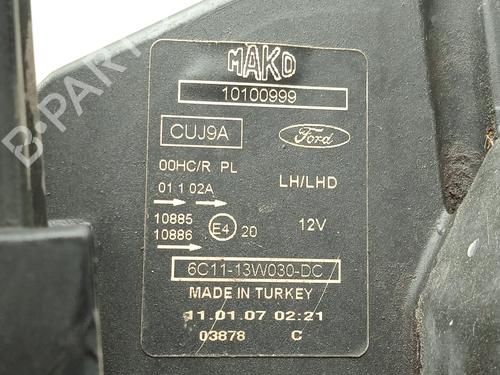 MAKO
10100999
CUJ9A
Ford
00HC/R PL
LH/LHD
01 1 02A
10885
10886
E4 20
12V
6C11-13W030-DC
MADE IN TURKEY
11.01.07 02:21
03878 C
B-PARTS